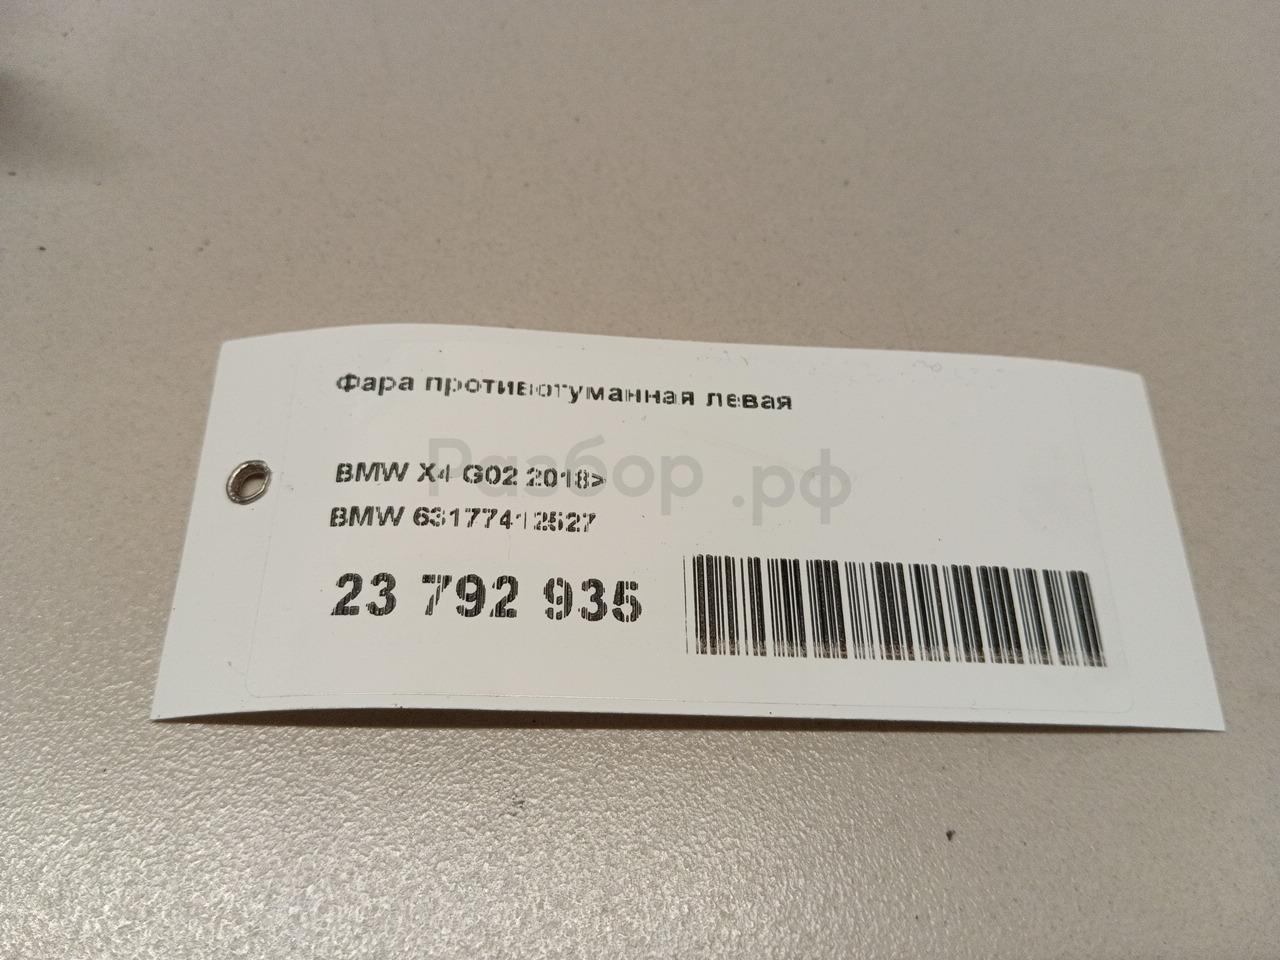 Фара противотуманная левая
BMW X4 G02 2018>
BMW 63177412527
23 792 935
Разбор.рф